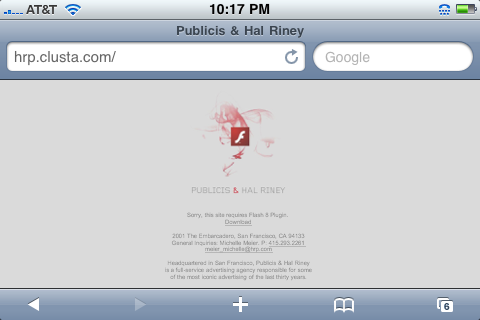 AT&T 10:17 PM
Publicis & Hal Riney
hrp.clusta.com/ Google
PUBLICIS & HAL RINEY
Sorry, this site requires Flash 8 Plugin.
Download
2001 The Embarcadero, San Francisco, CA 94133
General Inquires: Michelle Meier. P: 415.293.2261
meier_michelle@hrp.com
Headquartered in San Francisco, Publicis & Hal Riney
is a full-service advertising agency responsible for some
of the most iconic advertising of the last thirty years.
6